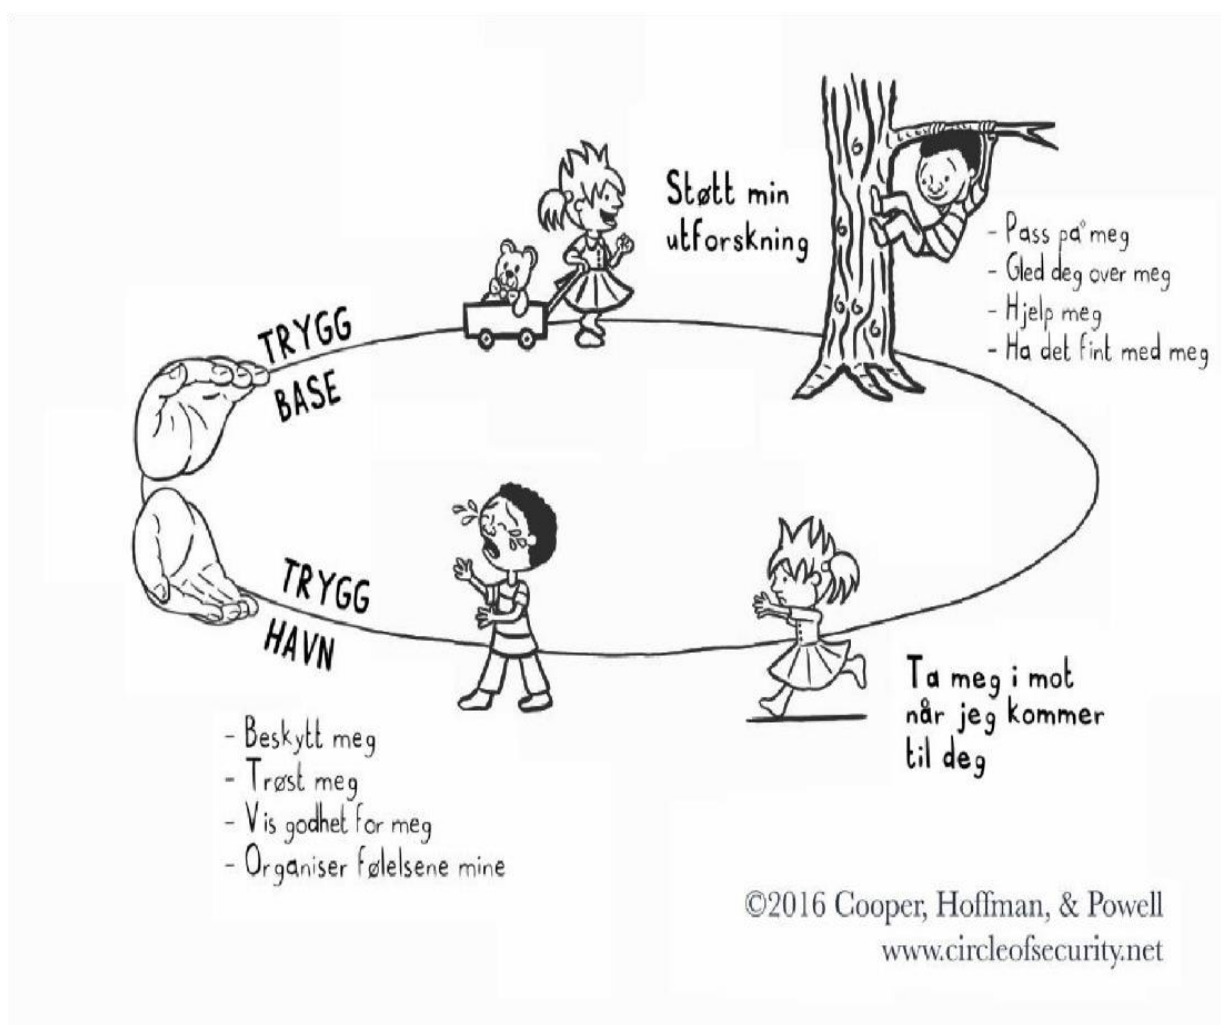 Støtt min
utforskning
- Pass på meg
- Gled deg over meg
- Hjelp meg
- Ha det fint med meg
TRYGG
BASE
TRYGG
HAVN
Ta meg i mot
når jeg kommer
til deg
- Beskytt meg
- Trøst meg
- Vis godhet for meg
- Organiser følelsene mine
©2016 Cooper, Hoffman, & Powell
www.circleofsecurity.net